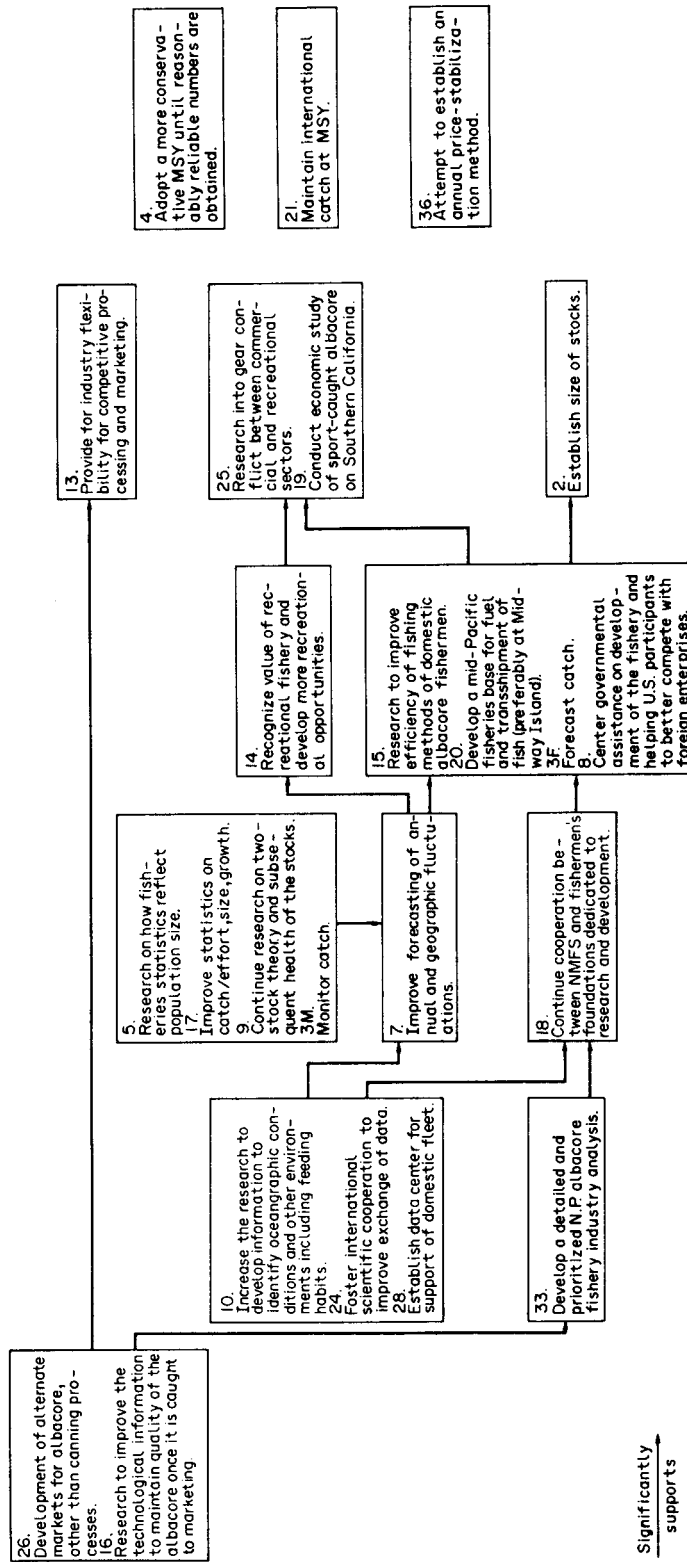 26.
Development of alternate
markets for albacore,
other than canning pro-
cesses.
16.
Research to improve the
technological information
to maintain quality of the
albacore once it is caught
to marketing.
10.
Increase the research to
develop information to
identify oceangraphic con-
ditions and other environ-
ments including feeding
habits.
24.
Foster international
scientific cooperation to
improve exchange of data.
28.
Establish data center for
support of domestic fleet.
33.
Develop a detailed and
prioritized N.P. albacore
fishery industry analysis.
5.
Research on how fish-
eries statistics reflect
population size.
17.
Improve statistics on
catch/effort,size,growth.
9.
Continue research on two-
stock theory and subse-
quent health of the stocks.
3M.
Monitor catch.
7.
Improve forecasting of an-
nual and geographic fluctu-
ations.
18.
Continue cooperation be-
tween NMFS and fishermen's
foundations dedicated to
research and development.
14.
Recognize value of rec-
reational fishery and
develop more recreation-
al opportunities.
15.
Research to improve
efficiency of fishing
methods of domestic
albacore fishermen.
20.
Develop a mid-Pacific
fisheries base for fuel
and transshipment of
fish (preferably at Mid-
way Island).
3F.
Forecast catch.
8.
Center governmental
assistance on develop-
ment of the fishery and
helping U.S. participants
to better compete with
foreign enterprises.
13.
Provide for industry flexi-
bility for competitive pro-
cessing and marketing.
25.
Research into gear con-
flict between commer-
cial and recreational
sectors.
19.
Conduct economic study
of sport-caught albacore
on Southern California.
2.
Establish size of stocks.
4.
Adopt a more conserva-
tive MSY until reason-
ably reliable numbers are
obtained.
21.
Maintain international
catch at MSY.
36.
Attempt to establish an
annual price-stabiliza-
tion method.
Significantly
supports